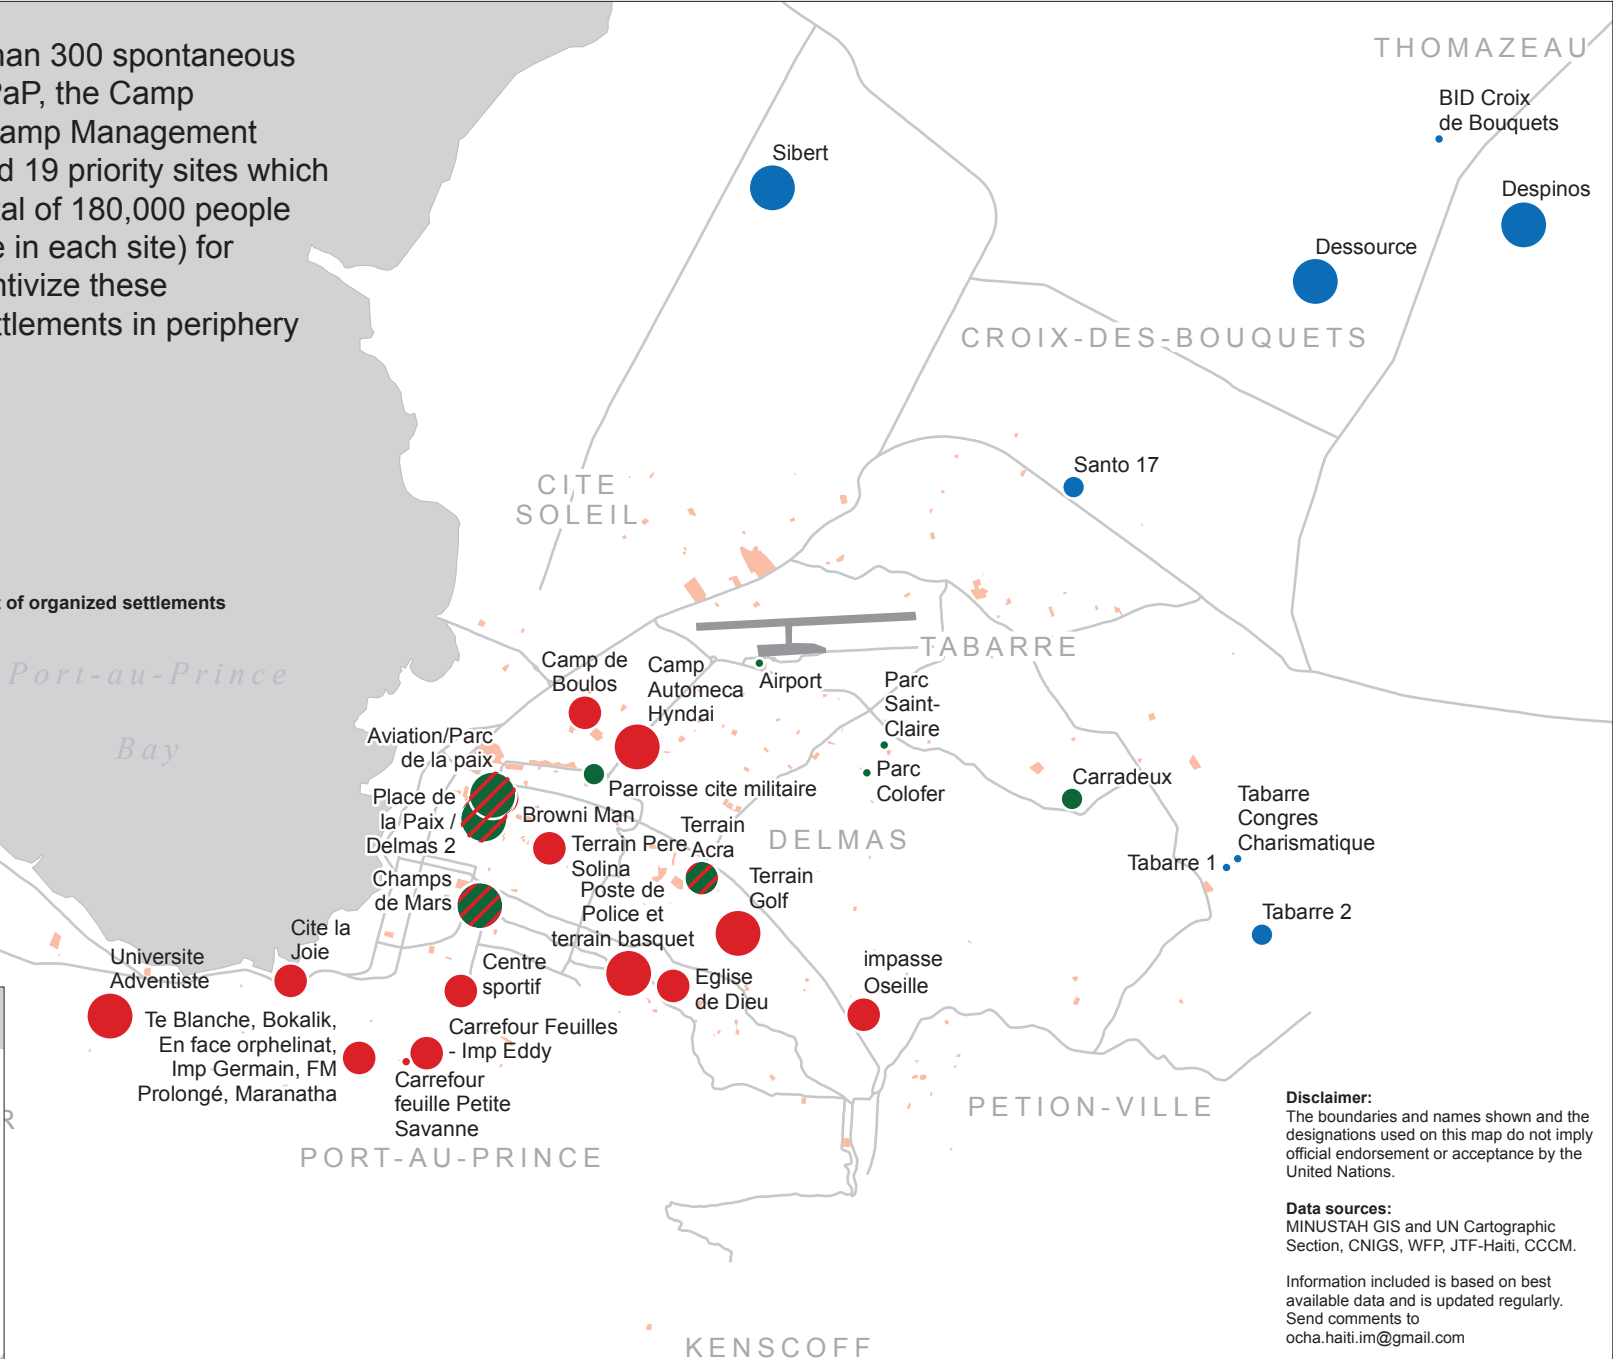 han 300 spontaneous
PaP, the Camp
amp Management
d 19 priority sites which
tal of 180,000 people
e in each site) for
ntivize these
ttlements in periphery
t of organized settlements
Port-au-Prince
Bay
THOMAZEAU
BID Croix
de Bouquets
Despinos
Sibert
Dessource
CROIX-DES-BOUQUETS
Santo 17
CITE
SOLEIL
TABARRE
Camp de
Boulos
Camp
Automeca
Hyndai
Airport
Parc
Saint-
Claire
Aviation/Parc
de la paix
Parroisse cite militaire
Parc
Colofer
Carradeux
Place de
la Paix /
Delmas 2
Browni Man
Terrain Pere
Solina
Terrain
Acra
DELMAS
Tabarre
Congres
Charismatique
Tabarre 1
Tabarre 2
Champs
de Mars
Terrain
Golf
Poste de
Police et
terrain basquet
Cite la
Joie
Universite
Adventiste
Centre
sportif
Eglise
de Dieu
impasse
Oseille
Te Blanche, Bokalik,
En face orphelinat,
Imp Germain, FM
Prolongé, Maranatha
Carrefour Feuilles
- Imp Eddy
Carrefour
feuille Petite
Savanne
R
PORT-AU-PRINCE
PETION-VILLE
KENSCOFF
Disclaimer:
The boundaries and names shown and the
designations used on this map do not imply
official endorsement or acceptance by the
United Nations.
Data sources:
MINUSTAH GIS and UN Cartographic
Section, CNIGS, WFP, JTF-Haiti, CCCM.
Information included is based on best
available data and is updated regularly.
Send comments to
ocha.haiti.im@gmail.com